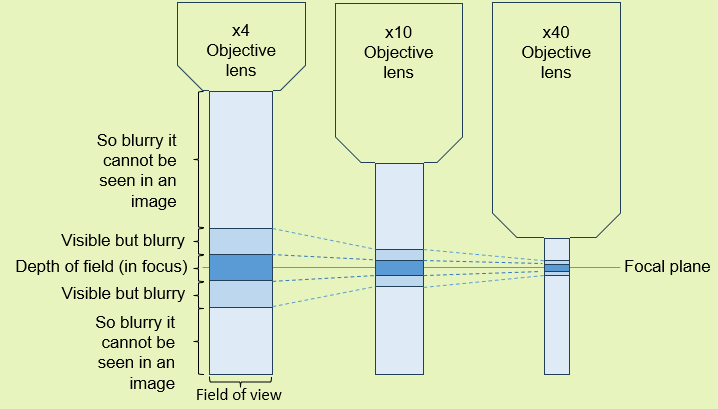 x4
Objective
lens
x10
Objective
lens
x40
Objective
lens
So blurry it
cannot be
seen in an
image
Visible but blurry
Depth of field (in focus)
Focal plane
Visible but blurry
So blurry it
cannot be
seen in an
image
Field of view